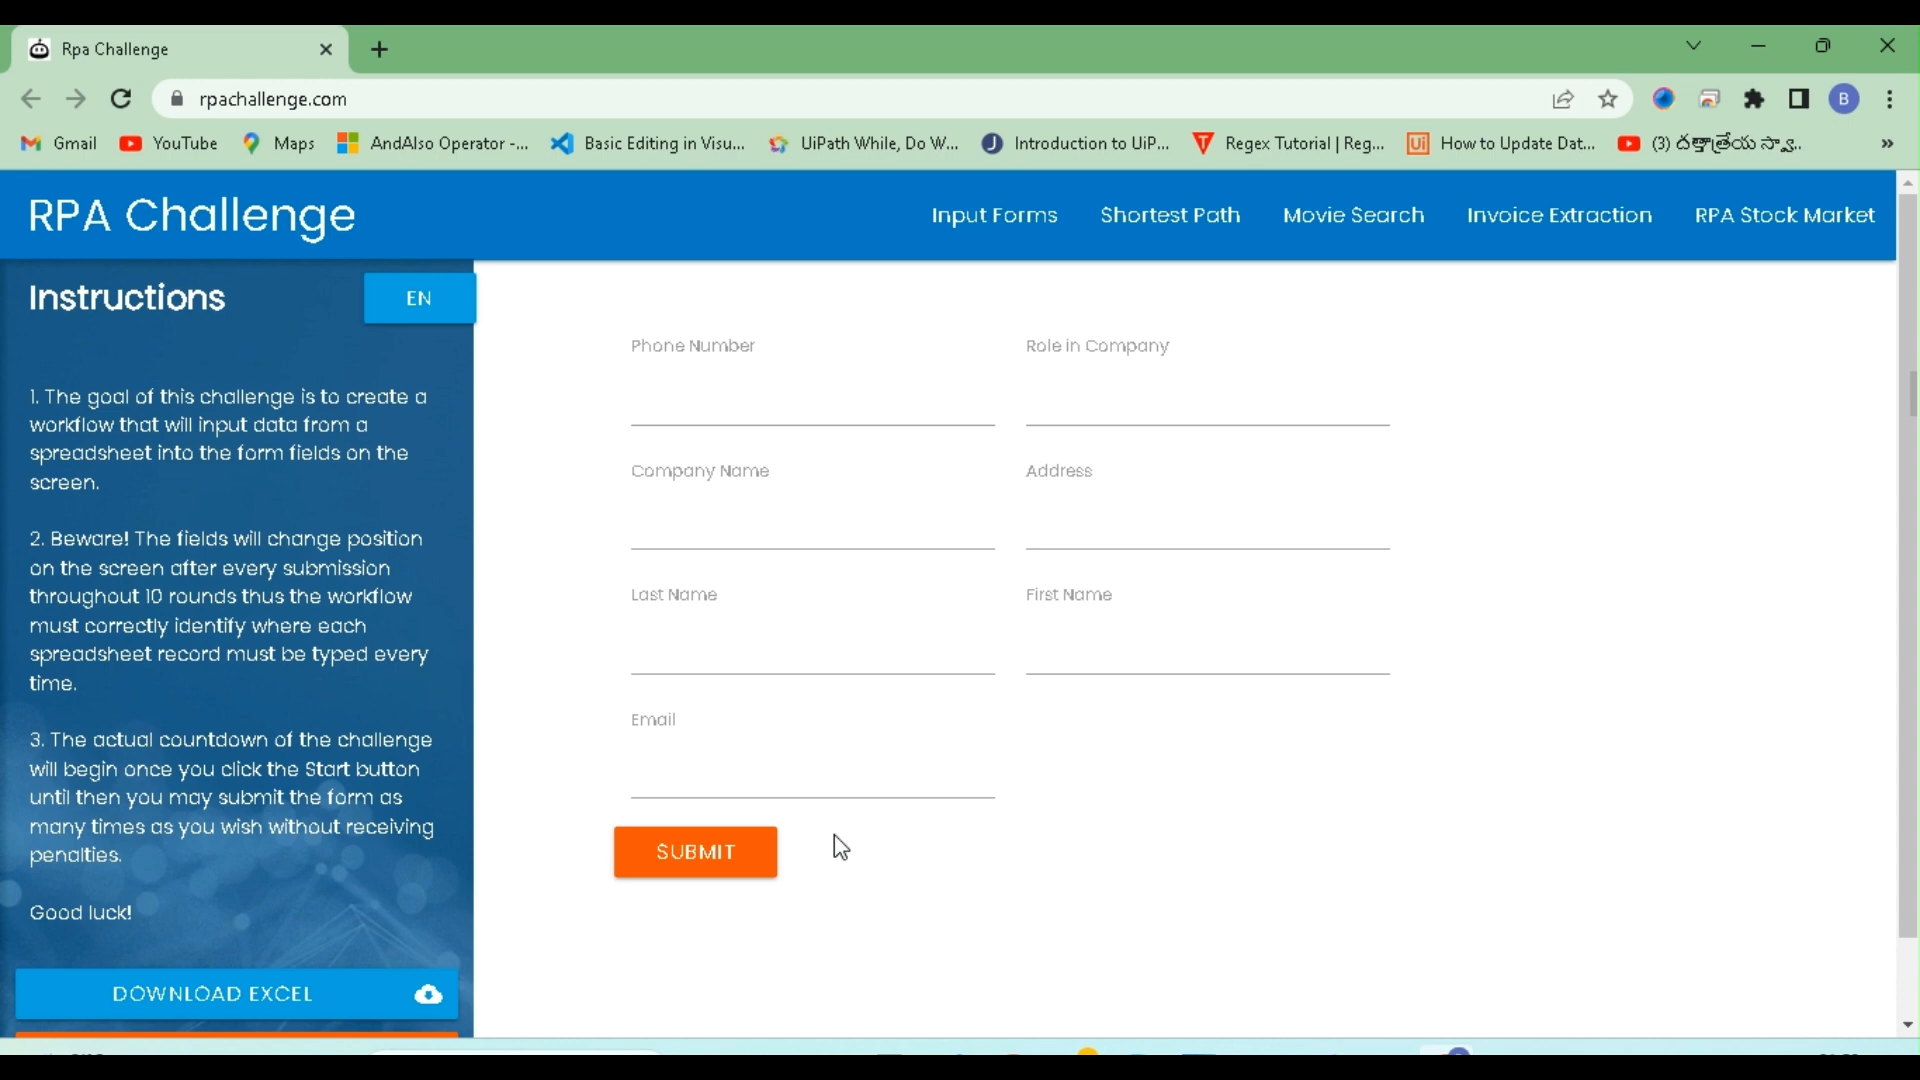 Rpa Challenge
rpachallenge.com
B
Gmail YouTube Maps AndAlso Operator -... Basic Editing in Visu... UiPath While, Do W... Introduction to UiP... Regex Tutorial | Reg... How to Update Dat... (3) దత్తాత్రేయ స్వా... »
RPA Challenge
Input Forms Shortest Path Movie Search Invoice Extraction RPA Stock Market
Instructions
EN
1. The goal of this challenge is to create a
workflow that will input data from a
spreadsheet into the form fields on the
screen.
2. Beware! The fields will change position
on the screen after every submission
throughout 10 rounds thus the workflow
must correctly identify where each
spreadsheet record must be typed every
time.
3. The actual countdown of the challenge
will begin once you click the Start button
until then you may submit the form as
many times as you wish without receiving
penalties.
Good luck!
DOWNLOAD EXCEL
Phone Number Role in Company
Company Name Address
Last Name First Name
Email
SUBMIT